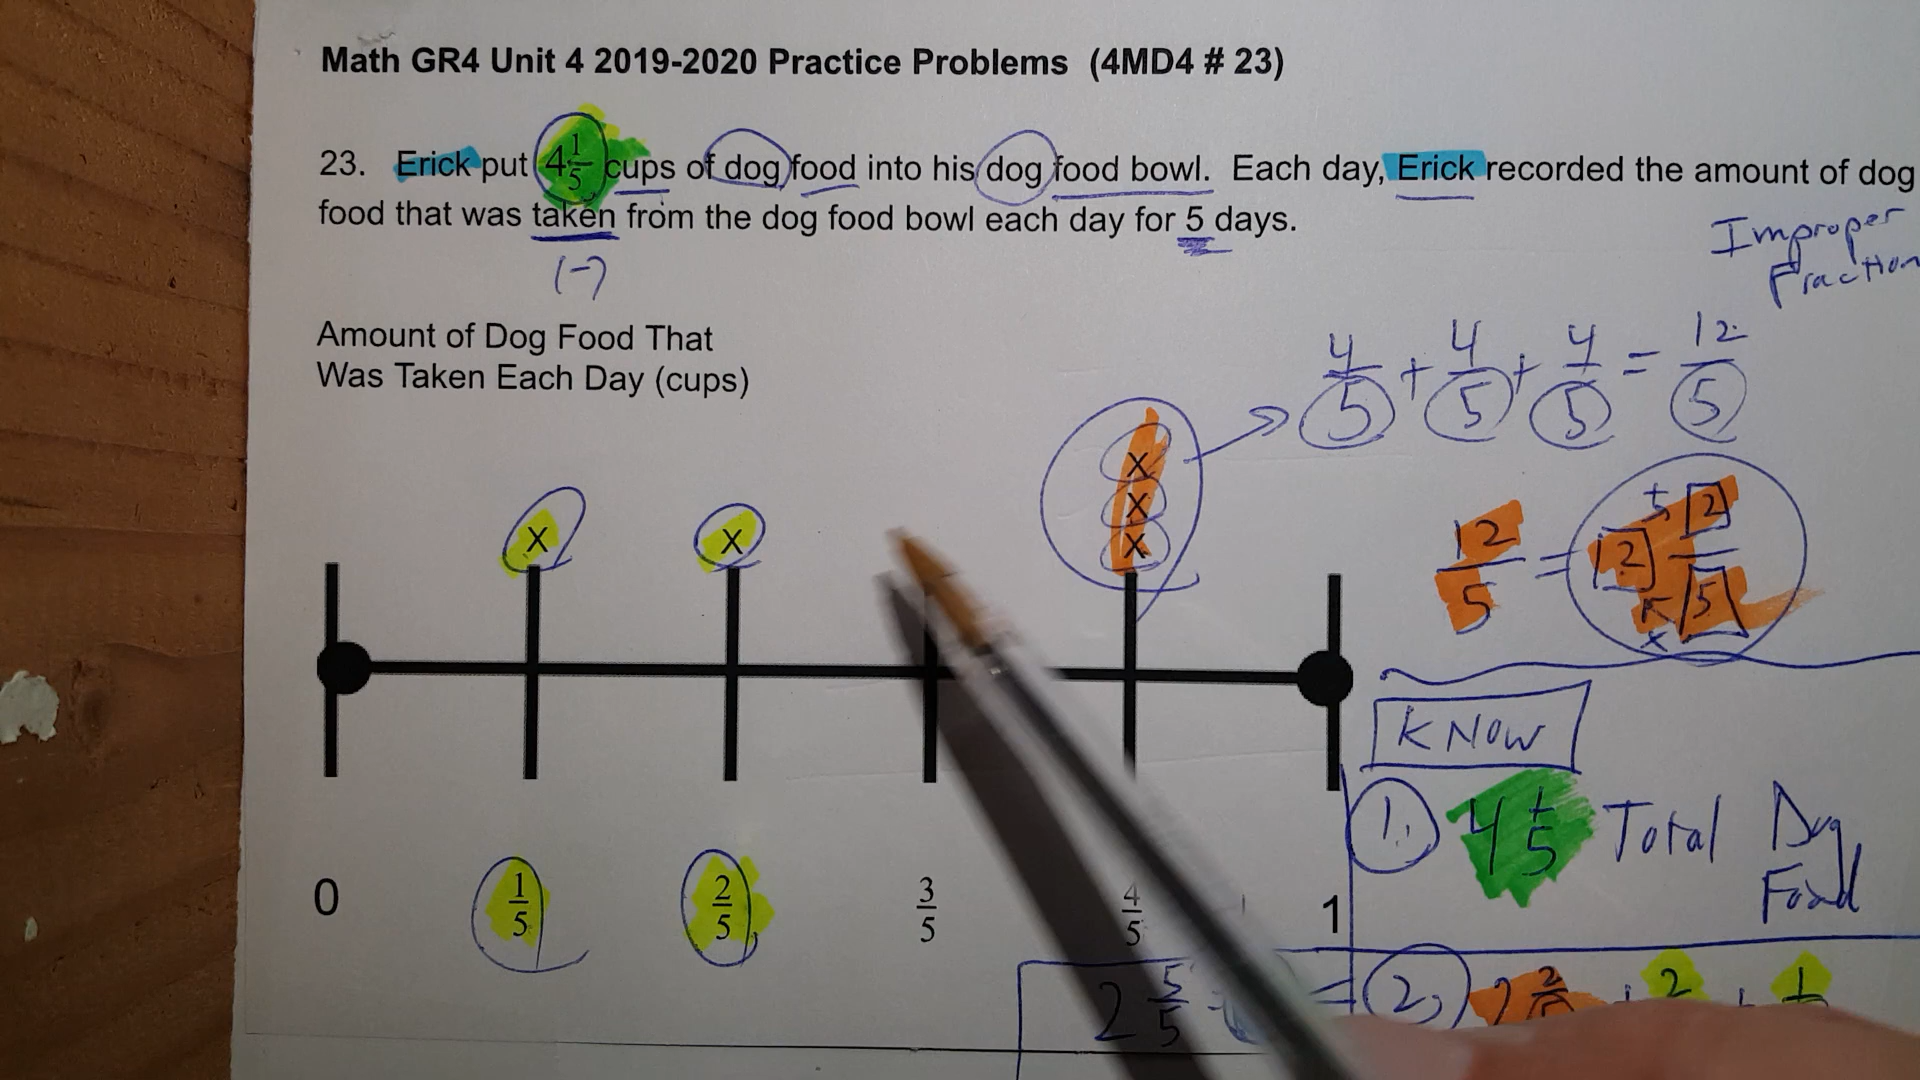 Math GR4 Unit 4 2019-2020 Practice Problems (4MD4 # 23)
23. Erick put 4 1/5 cups of dog food into his dog food bowl. Each day, Erick recorded the amount of dog
food that was taken from the dog food bowl each day for 5 days.
(-)
Improper
Fraction
Amount of Dog Food That
Was Taken Each Day (cups)
4/5 + 4/5 + 4/5 = 12/5
x
x
x x x
12/5 = 2 + 2/5
x
KNOW
1. 4 1/5 Total Dog
Food
0 1/5 2/5 3/5 4/5 1
2 5/5 =
2, 2 2/ + 2 + 1